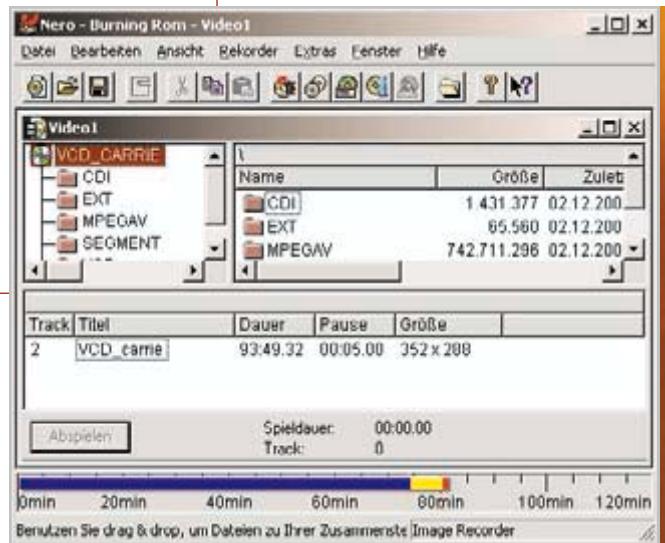 Nero - Burning Rom - Video1
Datei Bearbeiten Ansicht Rekorder Extras Fenster Hilfe
Video1
VCD_CARRIE
CDI
EXT
MPEGAV
SEGMENT
\
Name Größe Zulet
CDI 1 431.377 02.12.200
EXT 65.560 02.12.200
MPEGAV 742.711.296 02.12.200
Track Titel Dauer Pause Größe
2 VCD_carrie 93:49.32 00:05.00 352 x 288
Abspielen
Spieldauer: 00:00.00
Track: 0
0min 20min 40min 60min 80min 100min 120min
Benutzen Sie drag & drop, um Dateien zu Ihrer Zusammenste Image Recorder